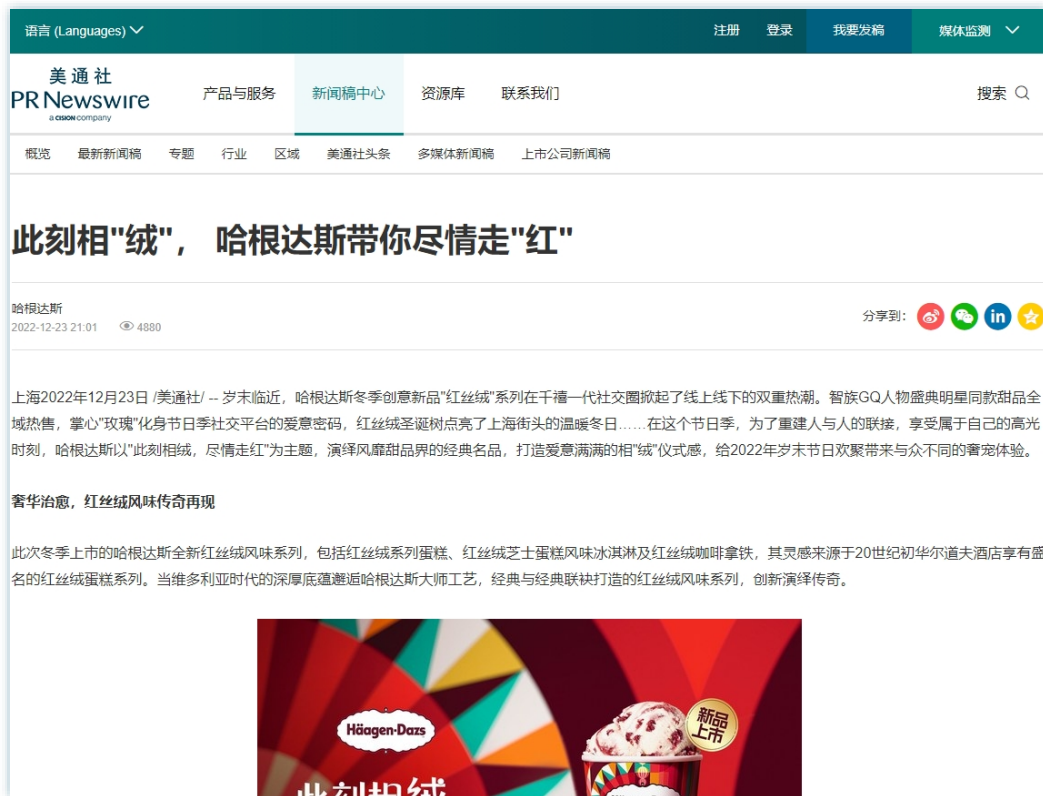 语言 (Languages)
注册
登录
我要发稿
媒体监测
美通社
PR Newswire
a CISION company
产品与服务
新闻稿中心
资源库
联系我们
搜索
概览
最新新闻稿
专题
行业
区域
美通社头条
多媒体新闻稿
上市公司新闻稿
此刻相"绒"， 哈根达斯带你尽情走"红"
哈根达斯
2022-12-23 21:01
4880
分享到：
上海2022年12月23日 /美通社/ -- 岁末临近，哈根达斯冬季创意新品"红丝绒"系列在千禧一代社交圈掀起了线上线下的双重热潮。智族GQ人物盛典明星同款甜品全
域热售，掌心"玫瑰"化身节日季社交平台的爱意密码，红丝绒圣诞树点亮了上海街头的温暖冬日……在这个节日季，为了重建人与人的联接，享受属于自己的高光
时刻，哈根达斯以"此刻相绒，尽情走红"为主题，演绎风靡甜品界的经典名品，打造爱意满满的相"绒"仪式感，给2022年岁末节日欢聚带来与众不同的奢宠体验。
奢华治愈，红丝绒风味传奇再现
此次冬季上市的哈根达斯全新红丝绒风味系列，包括红丝绒系列蛋糕、红丝绒芝士蛋糕风味冰淇淋及红丝绒咖啡拿铁，其灵感来源于20世纪初华尔道夫酒店享有盛
名的红丝绒蛋糕系列。当维多利亚时代的深厚底蕴邂逅哈根达斯大师工艺，经典与经典联袂打造的红丝绒风味系列，创新演绎传奇。
Häagen-Dazs
新品
上市
此刻相绒